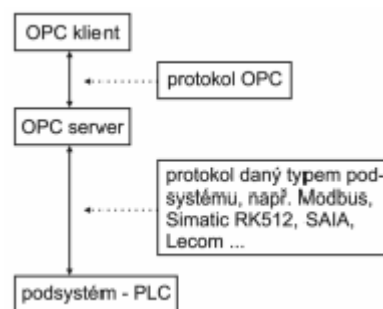 OPC klient
protokol OPC
OPC server
protokol daný typem pod-
systému, např. Modbus,
Simatic RK512, SAIA,
Lecom ...
podsystém - PLC